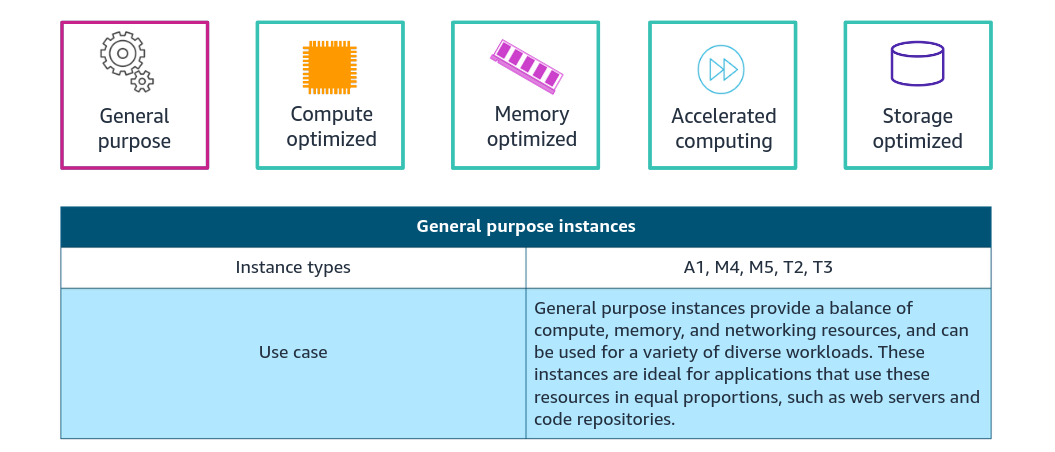 General
purpose
Compute
optimized
Memory
optimized
Accelerated
computing
Storage
optimized
General purpose instances
Instance types
A1, M4, M5, T2, T3
Use case
General purpose instances provide a balance of
compute, memory, and networking resources, and can
be used for a variety of diverse workloads. These
instances are ideal for applications that use these
resources in equal proportions, such as web servers and
code repositories.